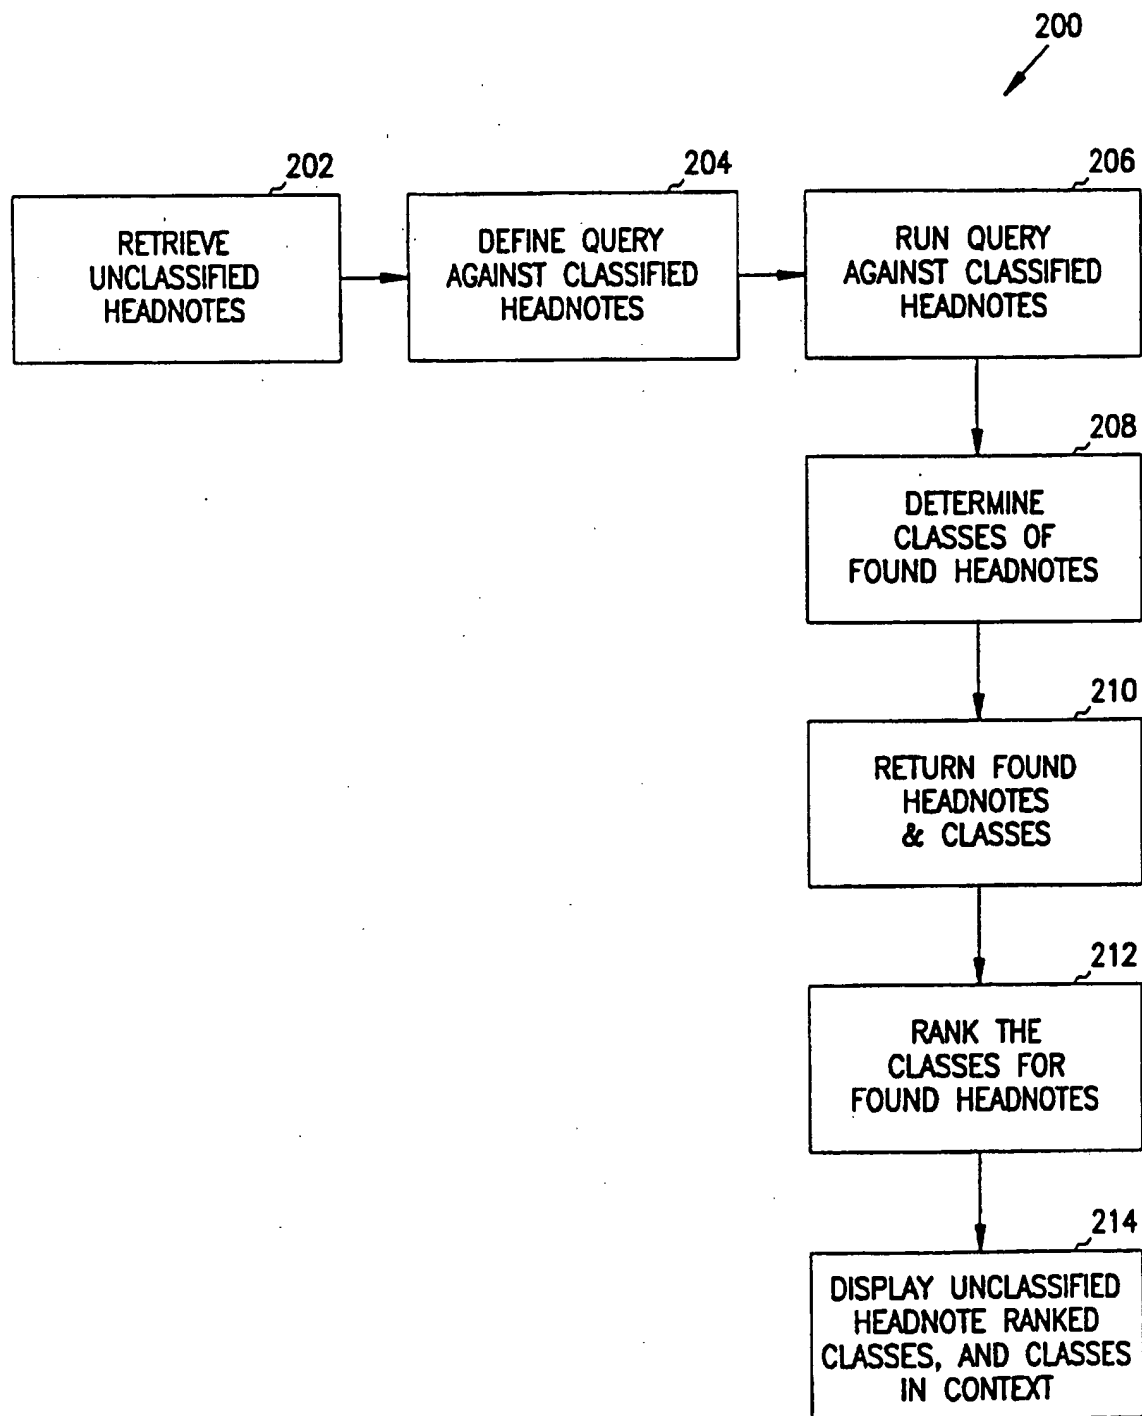 200
202
RETRIEVE
UNCLASSIFIED
HEADNOTES
204
DEFINE QUERY
AGAINST CLASSIFIED
HEADNOTES
206
RUN QUERY
AGAINST CLASSIFIED
HEADNOTES
208
DETERMINE
CLASSES OF
FOUND HEADNOTES
210
RETURN FOUND
HEADNOTES
& CLASSES
212
RANK THE
CLASSES FOR
FOUND HEADNOTES
214
DISPLAY UNCLASSIFIED
HEADNOTE RANKED
CLASSES, AND CLASSES
IN CONTEXT